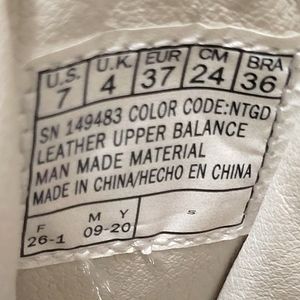 U.S. U.K. EUR CM BRA
7 4 37 24 36
SN 149483 COLOR CODE:NTGD
LEATHER UPPER BALANCE
MAN MADE MATERIAL
MADE IN CHINA/HECHO EN CHINA
F M Y S
26-1 09-20